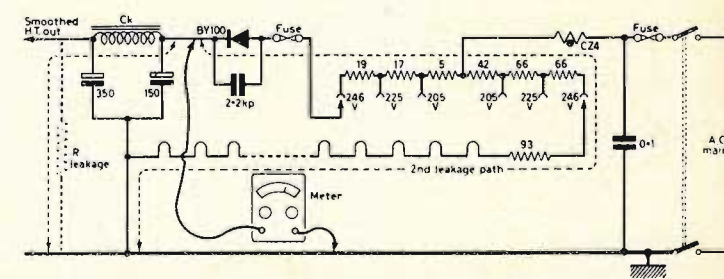 Smoothed
H.T. out
Ck
BY100
Fuse
CZ4
Fuse
19 17 5 42 66 66
350
150
2·2kp
246 V
225 V
205 V
205 V
225 V
246 V
0·1
R
leakage
93
2nd leakage path
Meter